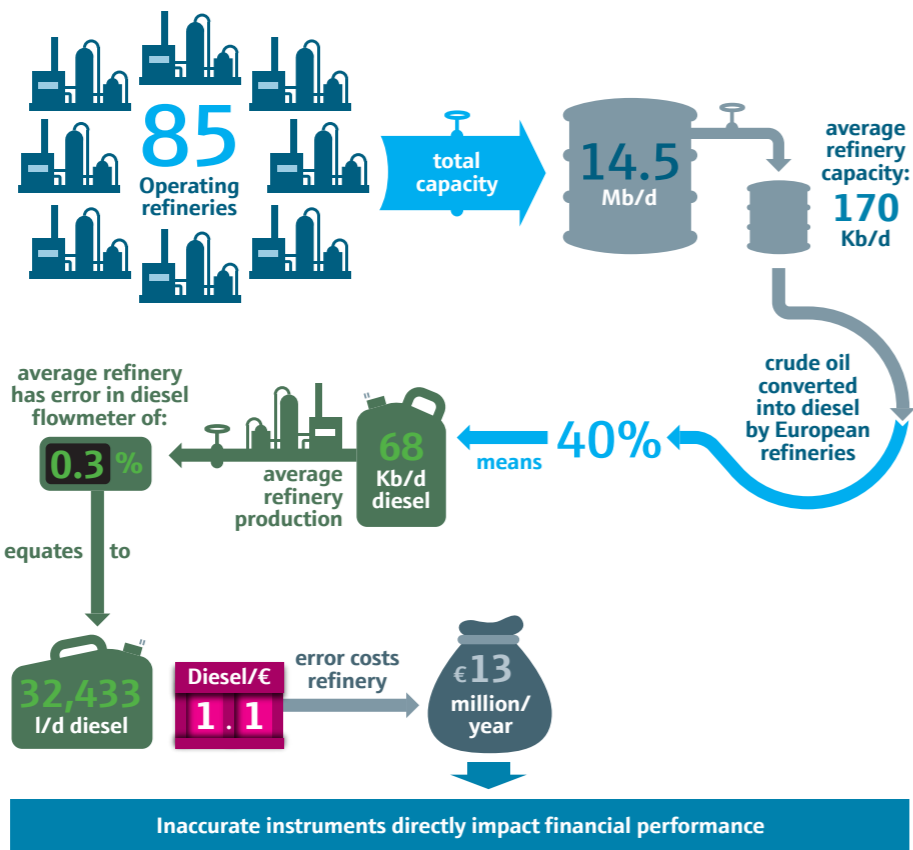 85
Operating
refineries
total
capacity
14.5
Mb/d
average
refinery
capacity:
170
Kb/d
crude oil
converted
into diesel
by European
refineries
40%
means
68
Kb/d
diesel
average
refinery
production
average refinery
has error in diesel
flowmeter of:
0.3 %
equates to
32,433
l/d diesel
Diesel/€
1.1
error costs
refinery
€13
million/
year
Inaccurate instruments directly impact financial performance